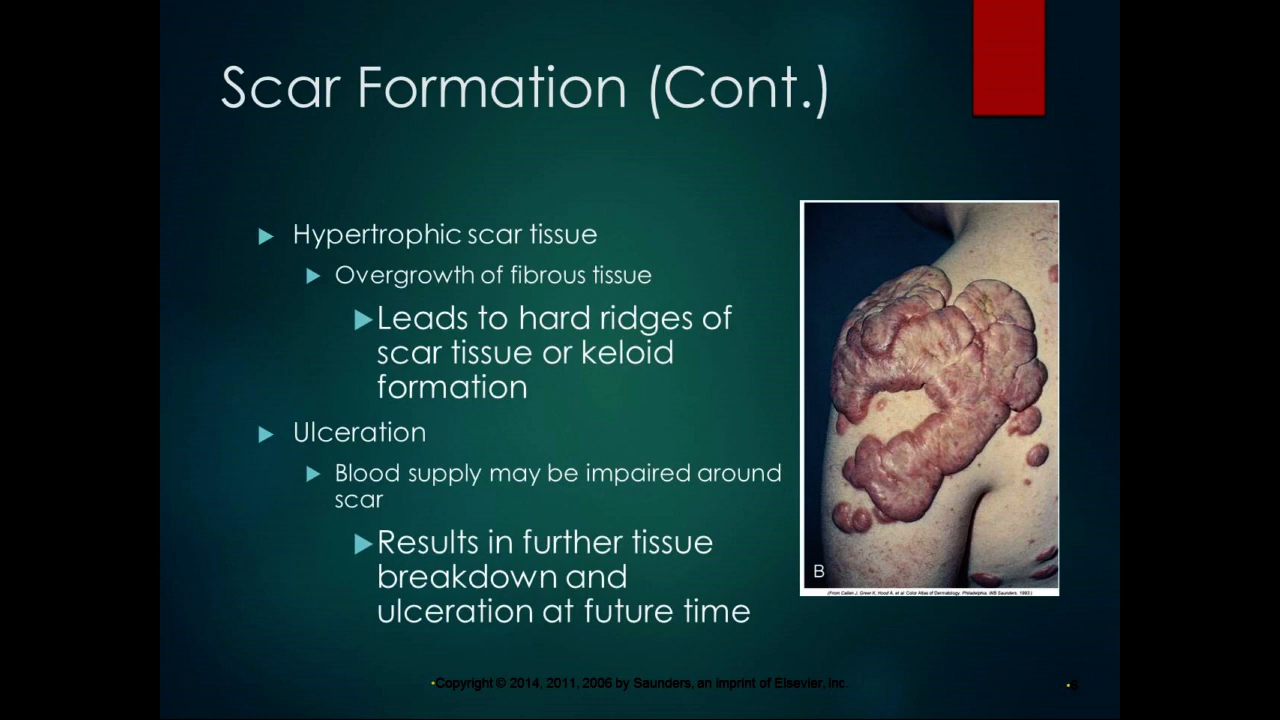 Scar Formation (Cont.)
Hypertrophic scar tissue
Overgrowth of fibrous tissue
Leads to hard ridges of
scar tissue or keloid
formation
Ulceration
Blood supply may be impaired around
scar
Results in further tissue
breakdown and
ulceration at future time
B
(From Callen J, Greer K, Hood A, et al: Color Atlas of Dermatology. Philadelphia, WB Saunders, 1993.)
Copyright © 2014, 2011, 2006 by Saunders, an imprint of Elsevier, Inc.